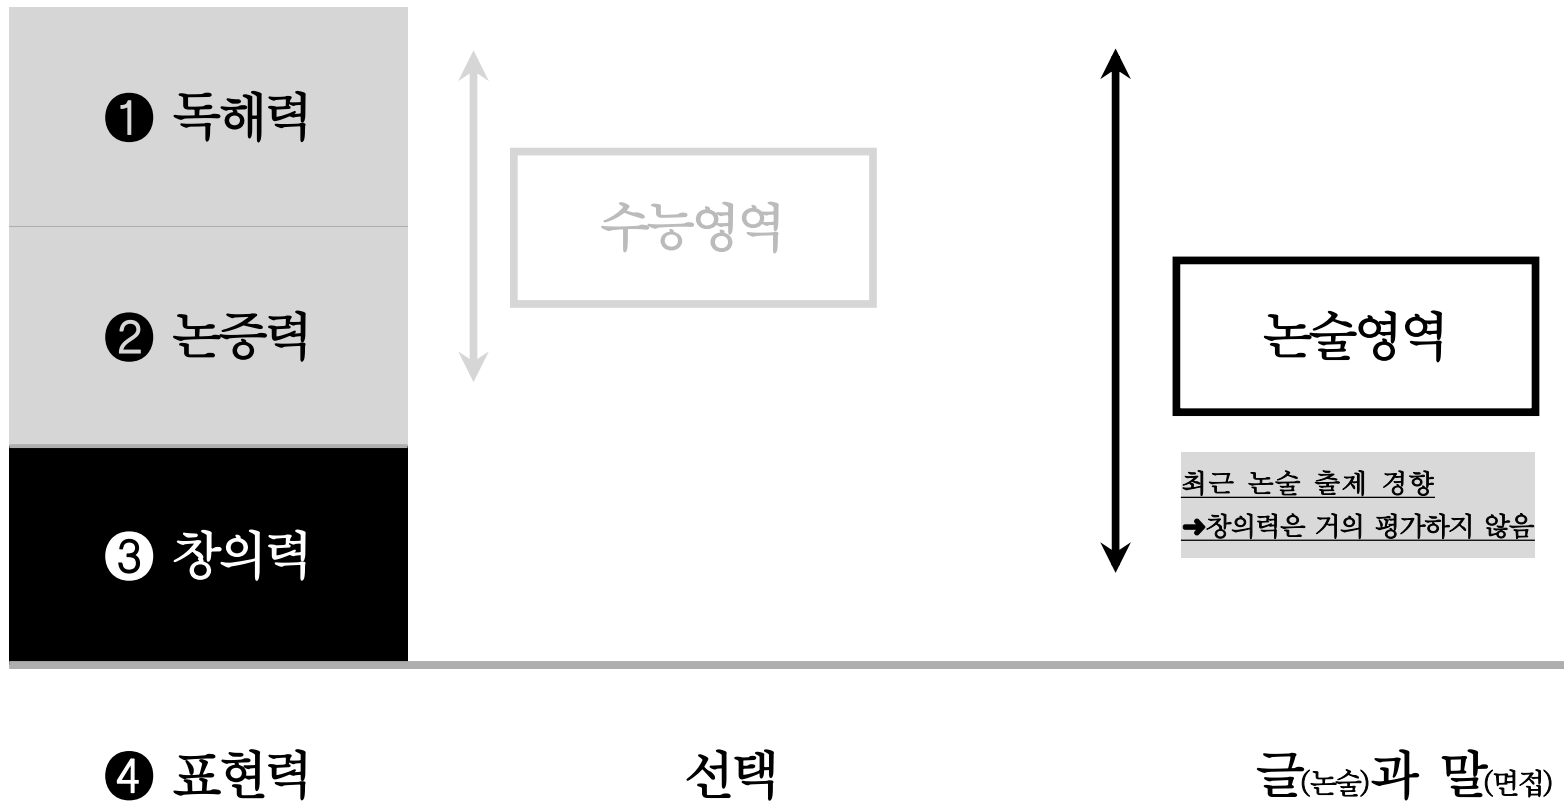 ❶ 독해력
수능영역
❷ 논증력
논술영역
최근 논술 출제 경향
➜창의력은 거의 평가하지 않음
❸ 창의력
❹ 표현력
선택
글(논술)과 말(면접)